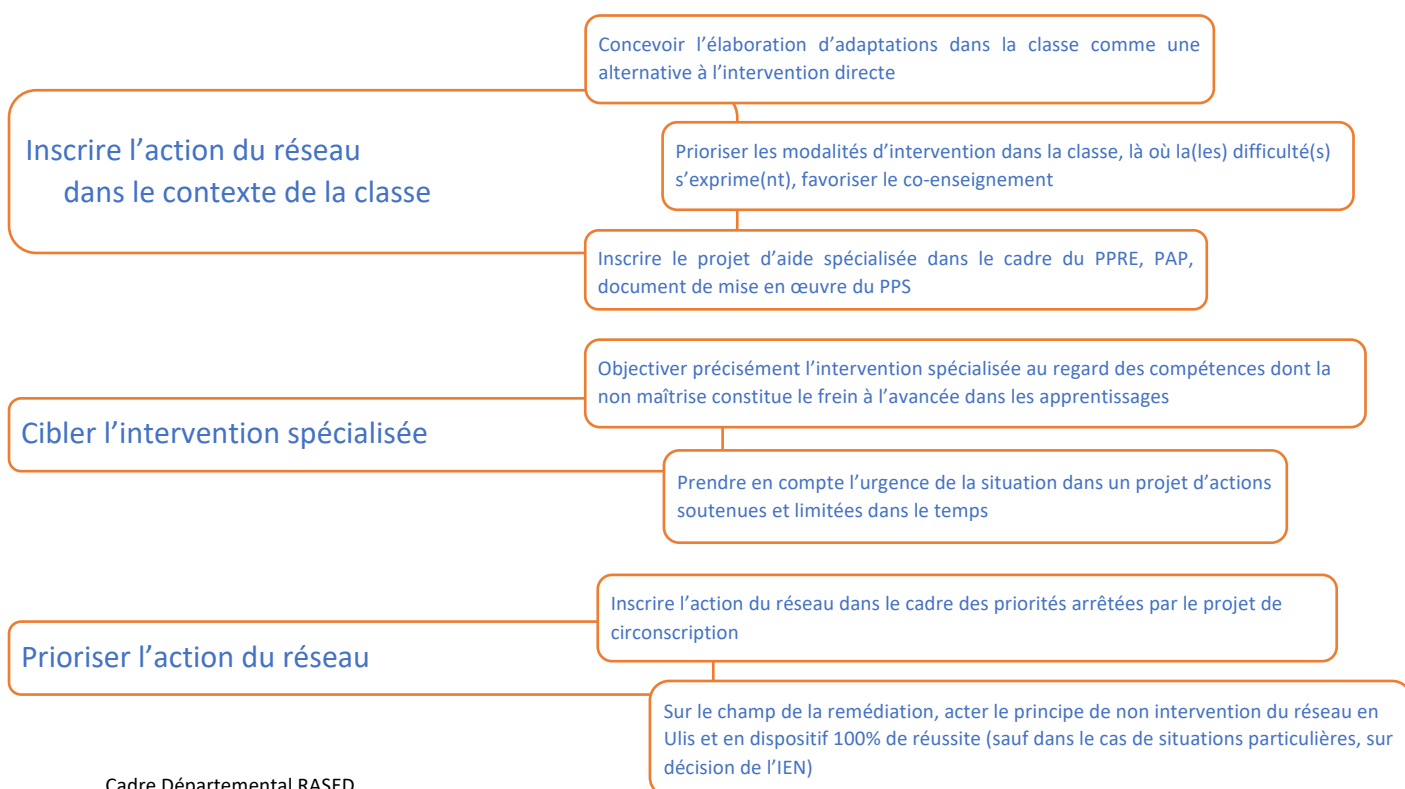 Concevoir l’élaboration d’adaptations dans la classe comme une
alternative à l’intervention directe
Inscrire l’action du réseau
dans le contexte de la classe
Prioriser les modalités d’intervention dans la classe, là où la(les) difficulté(s)
s’exprime(nt), favoriser le co-enseignement
Inscrire le projet d’aide spécialisée dans le cadre du PPRE, PAP,
document de mise en œuvre du PPS
Objectiver précisément l’intervention spécialisée au regard des compétences dont la
non maîtrise constitue le frein à l’avancée dans les apprentissages
Cibler l’intervention spécialisée
Prendre en compte l’urgence de la situation dans un projet d’actions
soutenues et limitées dans le temps
Inscrire l’action du réseau dans le cadre des priorités arrêtées par le projet de
circonscription
Prioriser l’action du réseau
Sur le champ de la remédiation, acter le principe de non intervention du réseau en
Ulis et en dispositif 100% de réussite (sauf dans le cas de situations particulières, sur
décision de l’IEN)
Cadre Départemental RASED